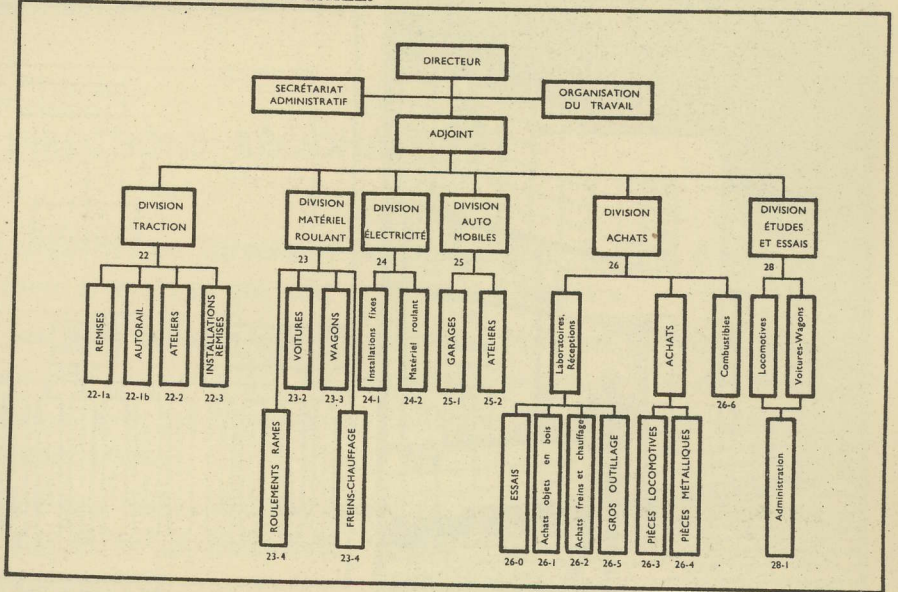 DIRECTEUR
SECRÉTARIAT
ADMINISTRATIF
ORGANISATION
DU TRAVAIL
ADJOINT
DIVISION
TRACTION
22
DIVISION
MATÉRIEL
ROULANT
23
DIVISION
ÉLECTRICITÉ
24
DIVISION
AUTO
MOBILES
25
DIVISION
ACHATS
26
DIVISION
ÉTUDES
ET ESSAIS
28
REMISES
22-1a
AUTORAIL
22-1b
ATELIERS
22-2
INSTALLATIONS
REMISES
22-3
ROULEMENTS RAMES
23-4
VOITURES
23-2
WAGONS
23-3
FREINS-CHAUFFAGE
23-4
Installations fixes
24-1
Matériel roulant
24-2
GARAGES
25-1
ATELIERS
25-2
Laboratoires,
Réceptions
ACHATS
Combustibles
26-6
ESSAIS
26-0
Achats objets en bois
26-1
Achats freins et chauffage
26-2
GROS OUTILLAGE
26-5
PIÈCES LOCOMOTIVES
26-3
PIÈCES MÉTALLIQUES
26-4
Locomotives
Voitures-Wagons
Administration
28-1